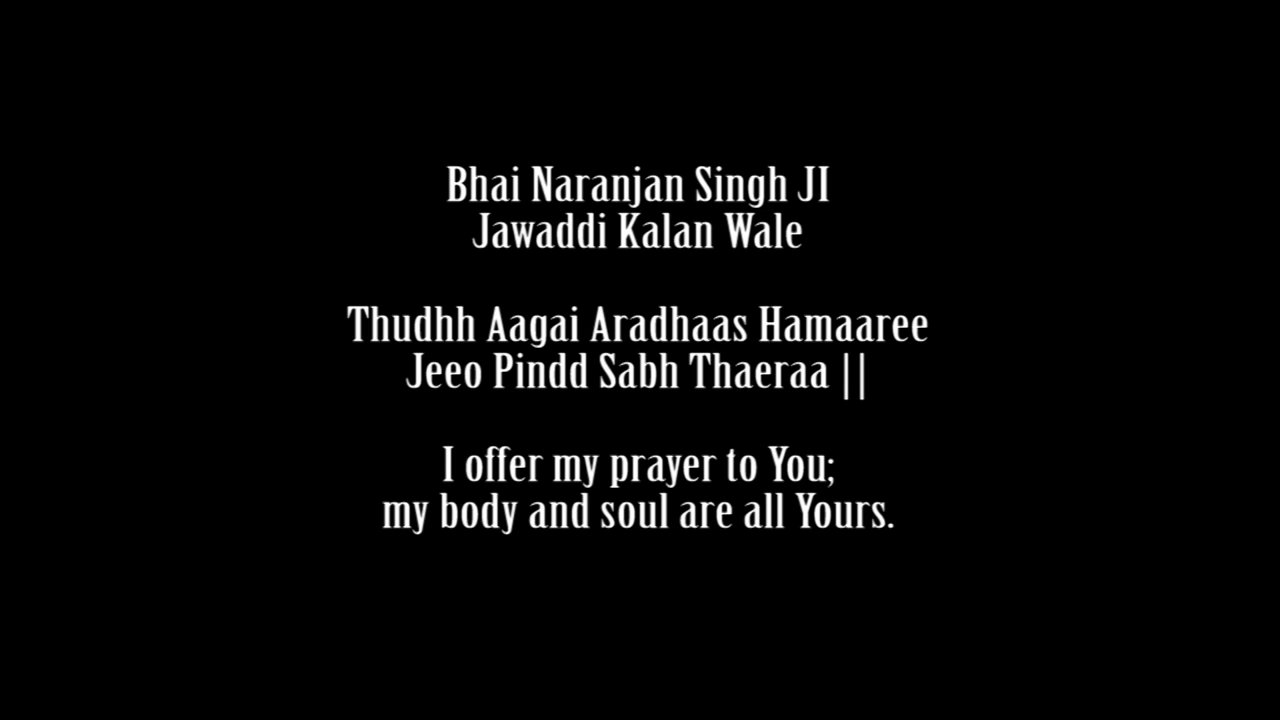 Bhai Naranjan Singh JI
Jawaddi Kalan Wale
Thudhh Aagai Aradhaas Hamaaree
Jeeo Pindd Sabh Thaeraa ||
I offer my prayer to You;
my body and soul are all Yours.